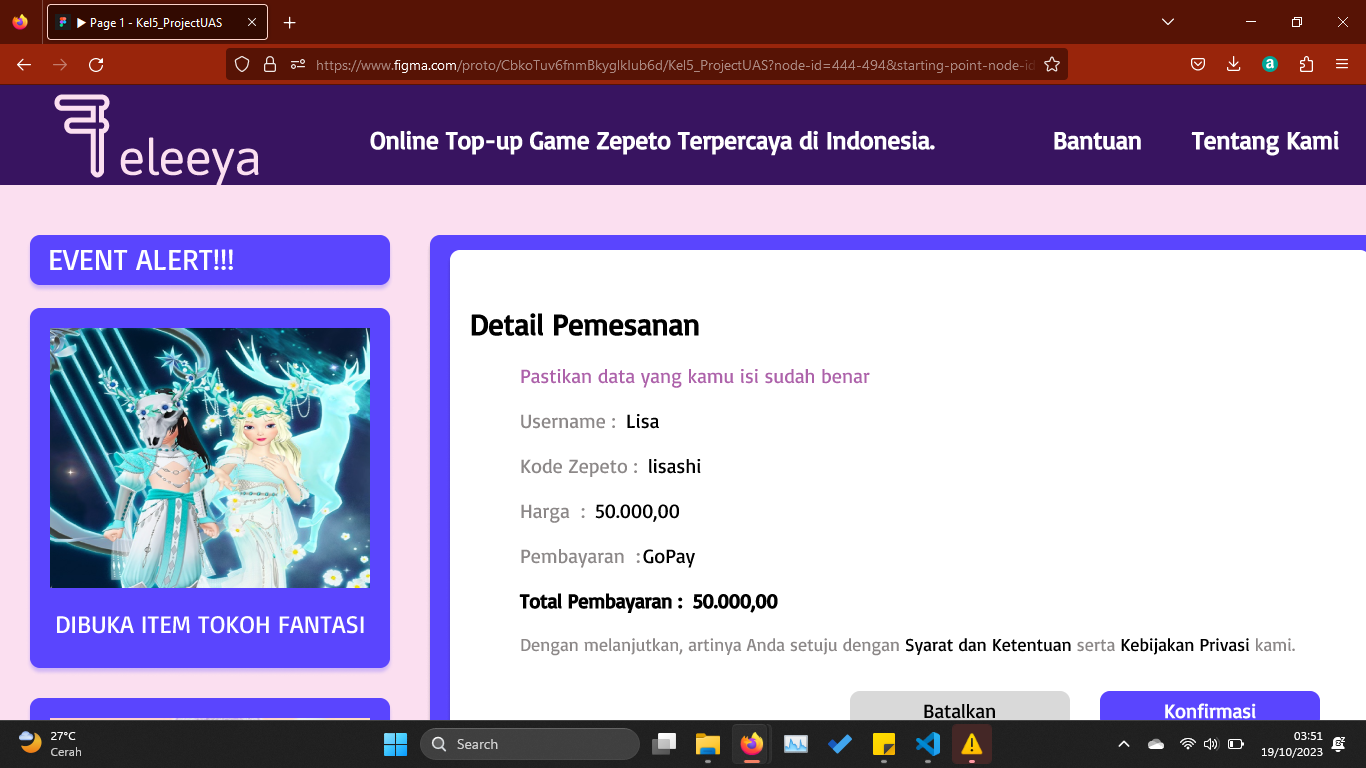 Page 1 - Kel5_ProjectUAS
https://www.figma.com/proto/CbkoTuv6fnmBkyglklub6d/Kel5_ProjectUAS?node-id=444-494&starting-point-node-i
eleeya
Online Top-up Game Zepeto Terpercaya di Indonesia.
Bantuan
Tentang Kami
EVENT ALERT!!!
DIBUKA ITEM TOKOH FANTASI
Detail Pemesanan
Pastikan data yang kamu isi sudah benar
Username : Lisa
Kode Zepeto : lisashi
Harga : 50.000,00
Pembayaran :GoPay
Total Pembayaran : 50.000,00
Dengan melanjutkan, artinya Anda setuju dengan Syarat dan Ketentuan serta Kebijakan Privasi kami.
Batalkan
Konfirmasi
27°C
Cerah
Search
03:51
19/10/2023